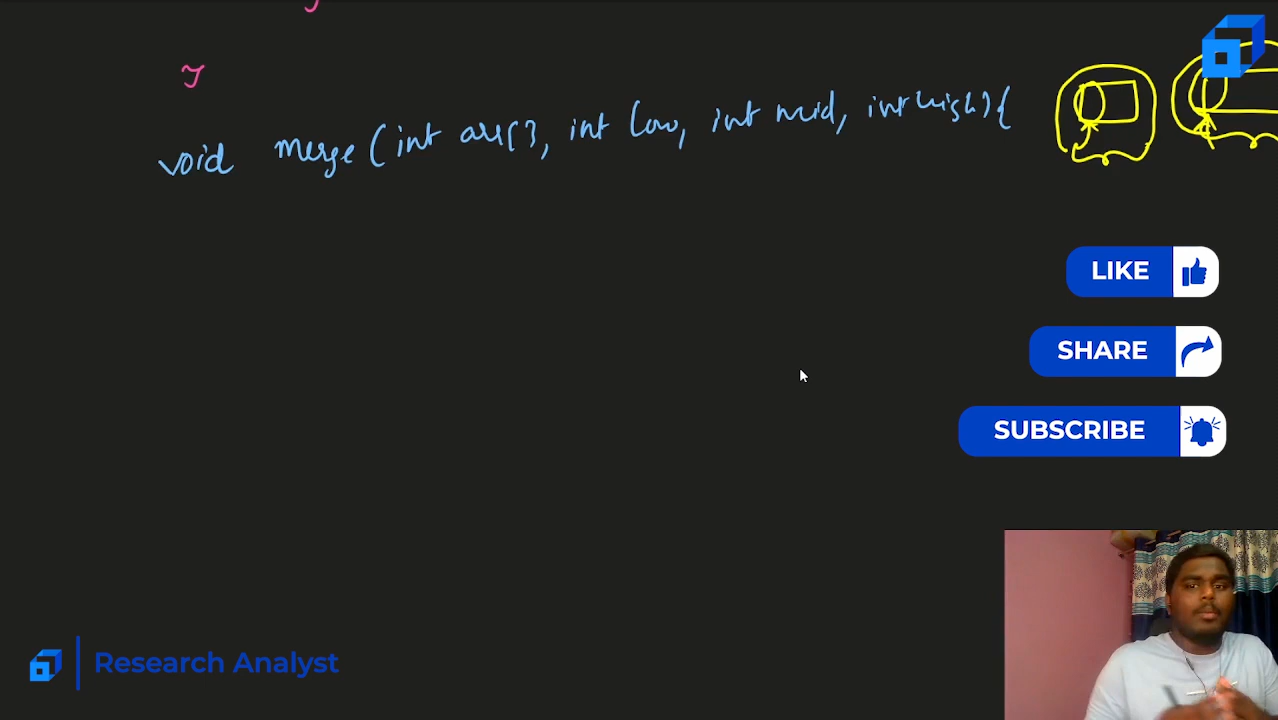 }
void merge (int arr[], int low, int mid, int high){
LIKE
SHARE
SUBSCRIBE
Research Analyst